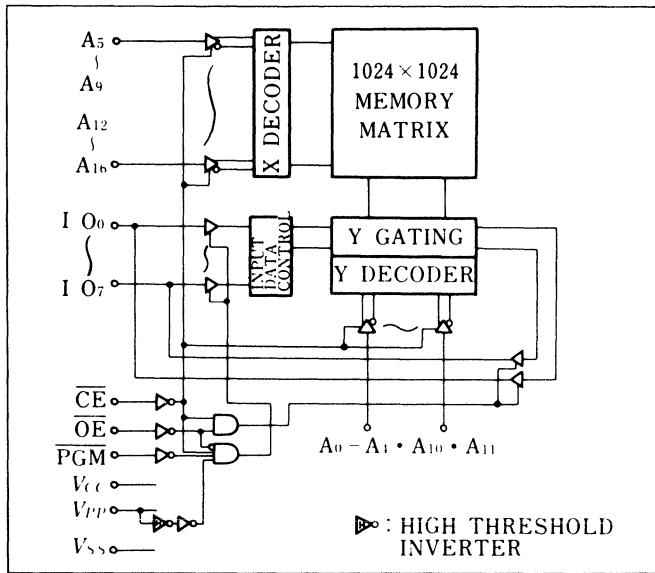 A5
~
A9
A12
~
A16
I O0
~
I O7
X DECODER
1024×1024
MEMORY
MATRIX
INPUT
DATA
CONTROL
Y GATING
Y DECODER
CE
OE
PGM
VCC
VPP
VSS
A0 – A4 • A10 • A11
H
: HIGH THRESHOLD
INVERTER